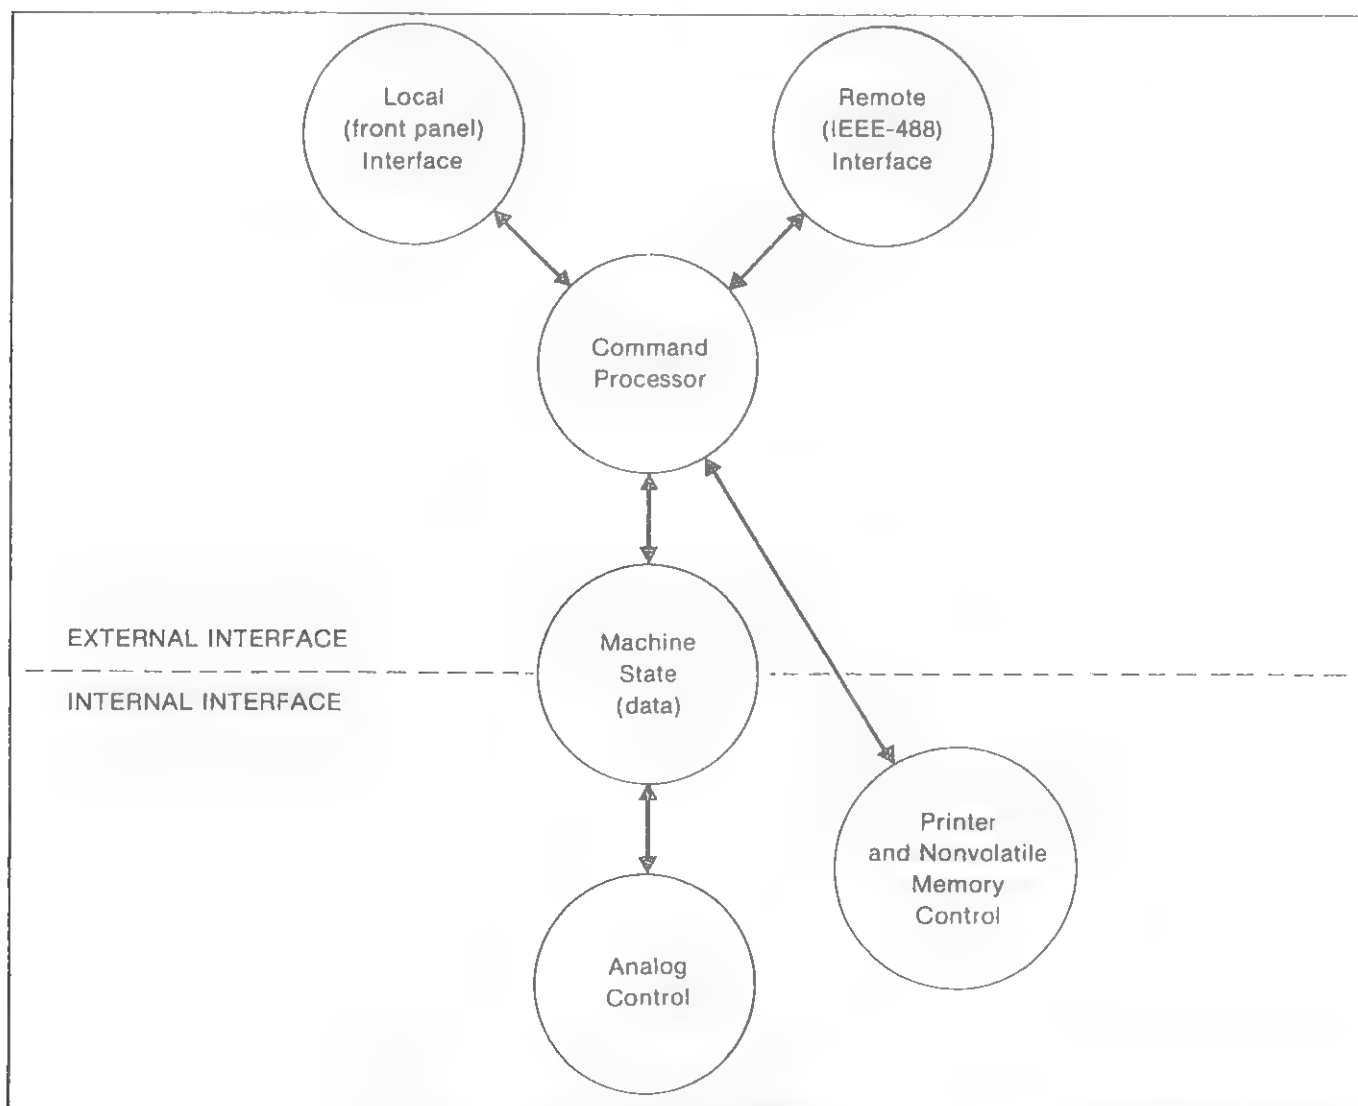 Local
(front panel)
Interface
Remote
(IEEE-488)
Interface
Command
Processor
EXTERNAL INTERFACE
INTERNAL INTERFACE
Machine
State
(data)
Printer
and Nonvolatile
Memory
Control
Analog
Control